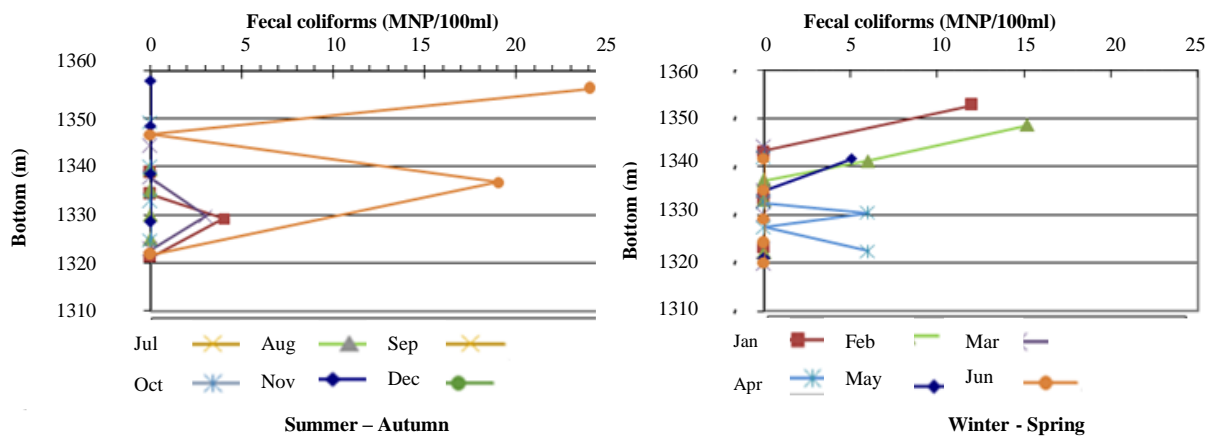 Fecal coliforms (MNP/100ml)
0 5 10 15 20 25
1360
1350
1340
1330
1320
1310
Bottom (m)
Jul Aug Sep
Oct Nov Dec
Summer – Autumn
Fecal coliforms (MNP/100ml)
0 5 10 15 20 25
1360
1350
1340
1330
1320
1310
Bottom (m)
Jan Feb Mar
Apr May Jun
Winter - Spring